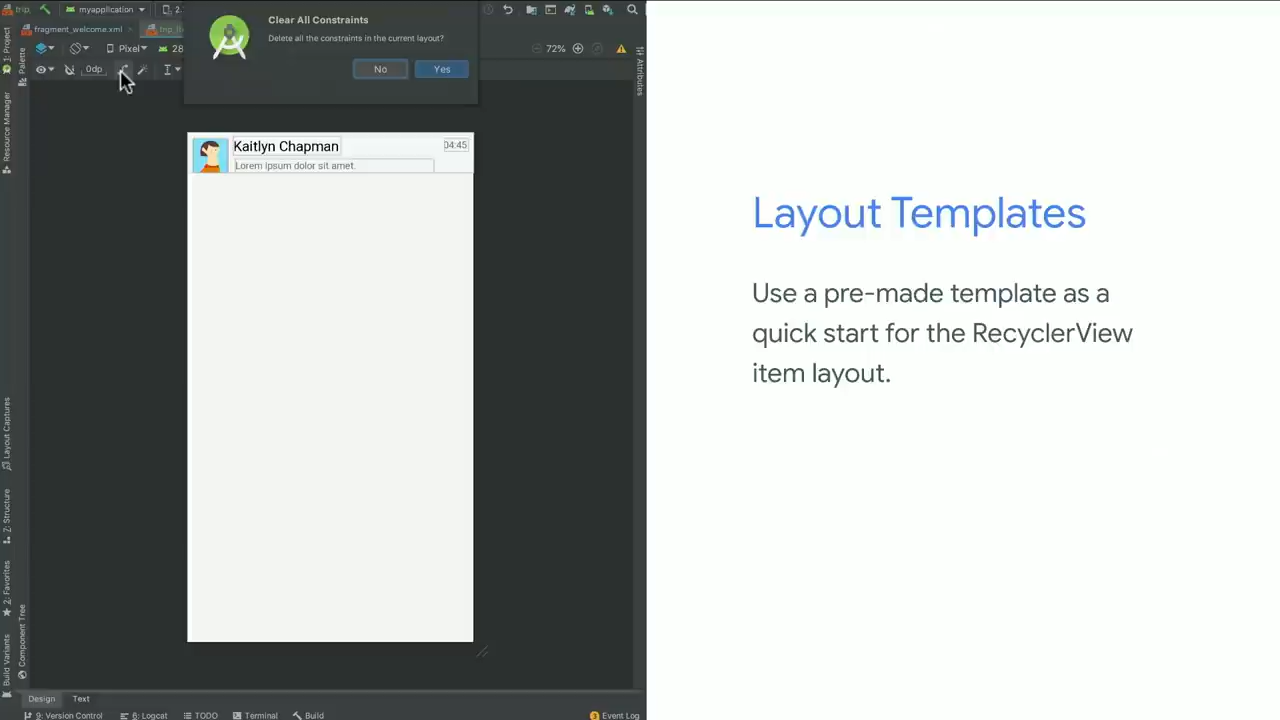 trip_
myapplication
2.
Clear All Constraints
Delete all the constraints in the current layout?
No
Yes
fragment_welcome.xml
Pixel
28
72%
0dp
1: Project
Resource Manager
Layout Captures
Z: Structure
2: Favorites
Build Variants
Palette
Component Tree
Attributes
Kaitlyn Chapman
04:45
Lorem ipsum dolor sit amet.
Design
Text
9: Version Control
6: Logcat
TODO
Terminal
Build
3
Event Log
Layout Templates
Use a pre-made template as a
quick start for the RecyclerView
item layout.